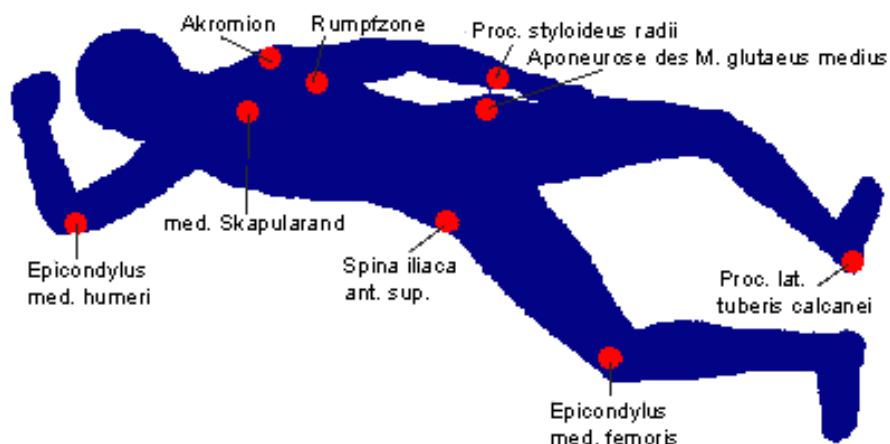 Akromion
Rumpfzone
Proc. styloideus radii
Aponeurose des M. glutaeus medius
med. Skapularand
Epicondylus
med. humeri
Spina iliaca
ant. sup.
Proc. lat.
tuberis calcanei
Epicondylus
med. femoris